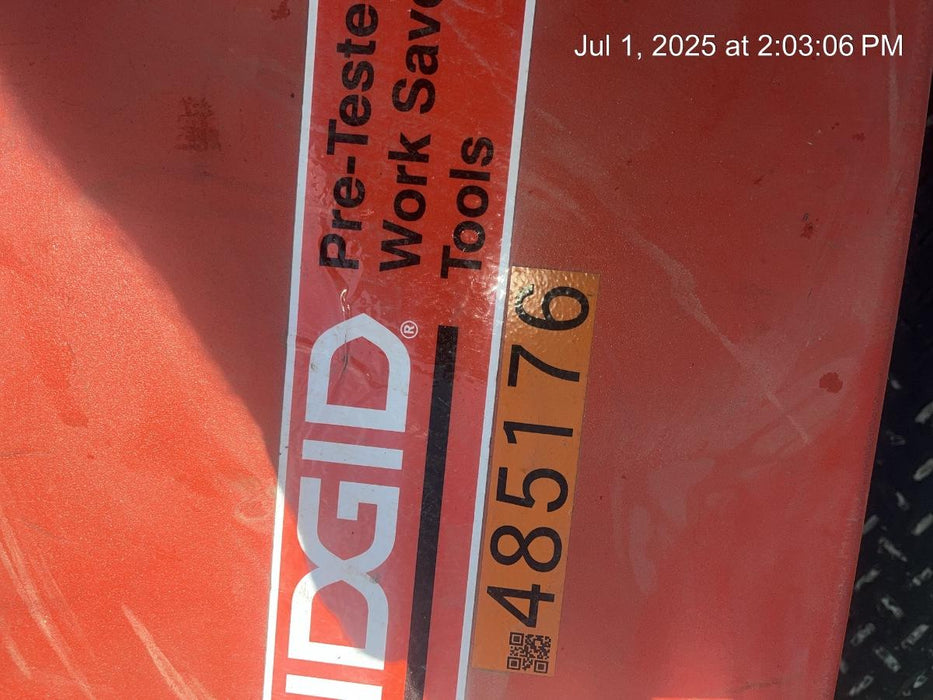 Jul 1, 2025 at 2:03:06 PM
Pre-Teste
Work Save
Tools
IDGID®
485176